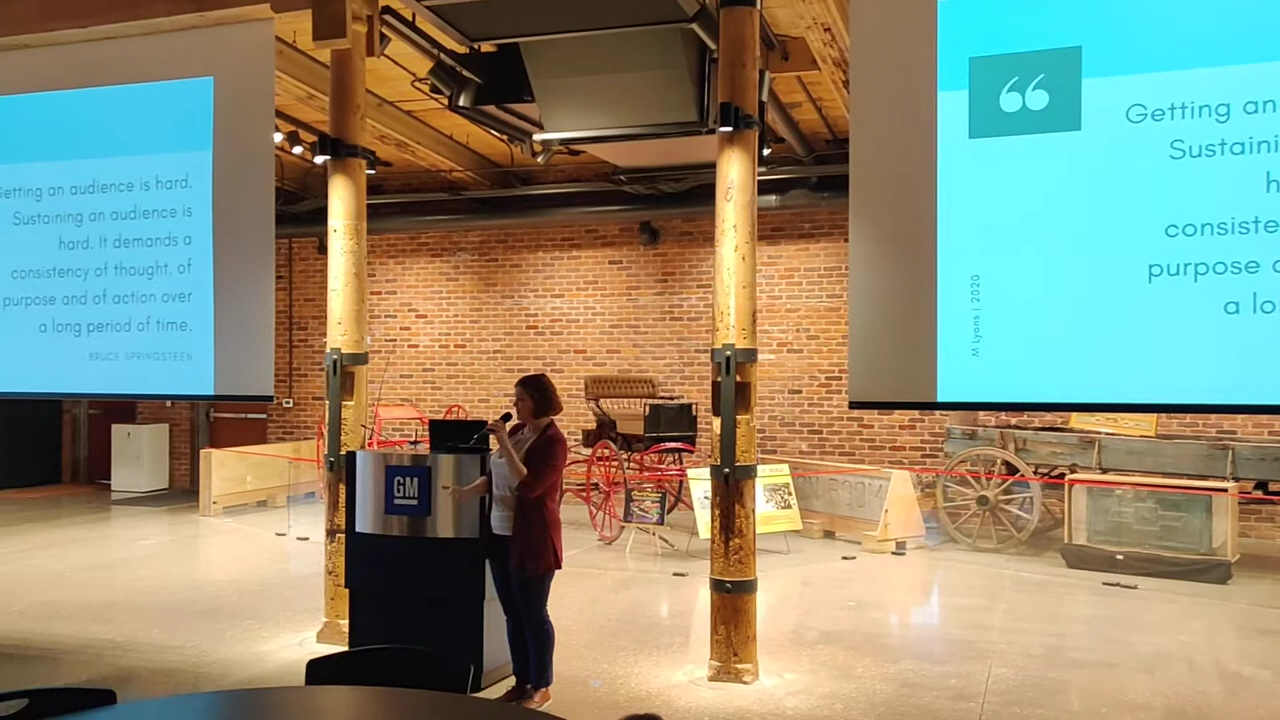 Getting an audience is hard.
Sustaining an audience is
hard. It demands a
consistency of thought, of
purpose and of action over
a long period of time.
- BRUCE SPRINGSTEEN
GM
“
Getting an
Sustaini
h
consiste
purpose
a lo
M Lyons | 2020